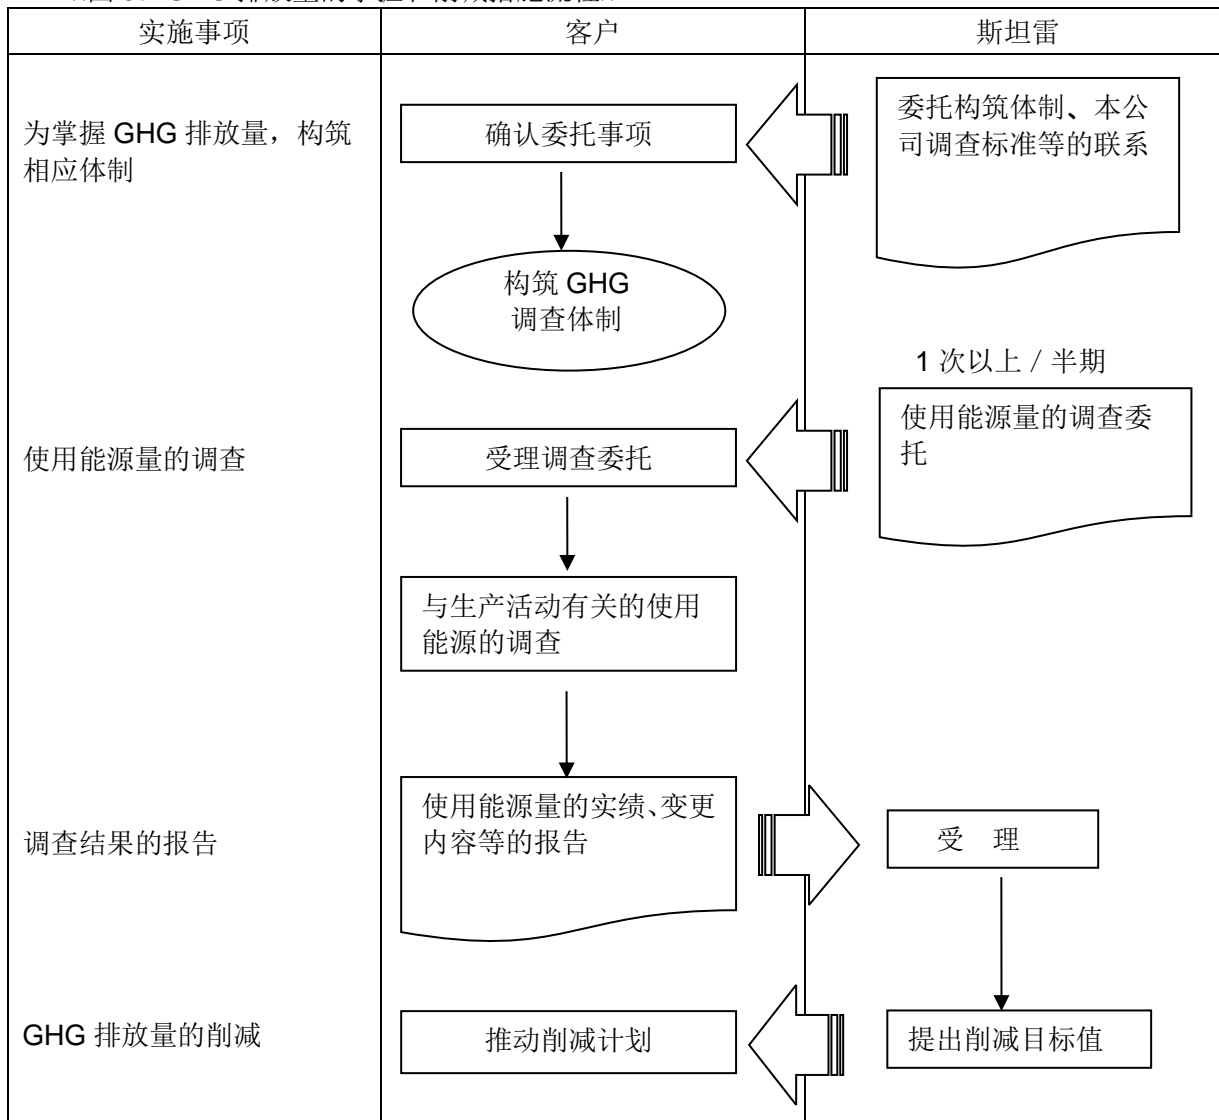 实施事项
客户
斯坦雷
为掌握 GHG 排放量，构筑
相应体制
确认委托事项
委托构筑体制、本公
司调查标准等的联系
构筑 GHG
调查体制
1 次以上 / 半期
使用能源量的调查
受理调查委托
使用能源量的调查委
托
与生产活动有关的使用
能源的调查
调查结果的报告
使用能源量的实绩、变更
内容等的报告
受 理
GHG 排放量的削减
推动削减计划
提出削减目标值